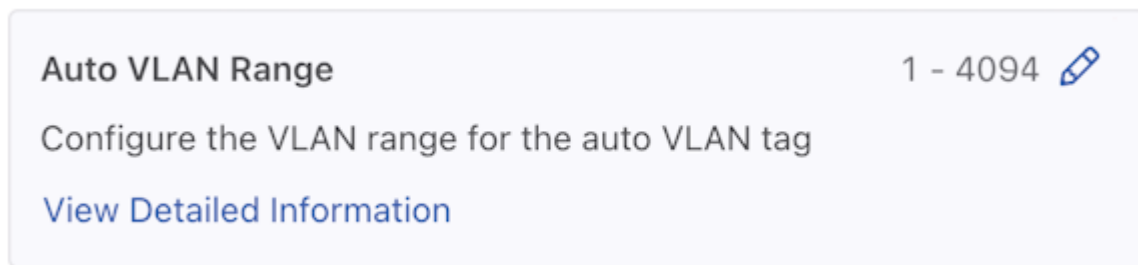 Auto VLAN Range 1 - 4094
Configure the VLAN range for the auto VLAN tag
View Detailed Information